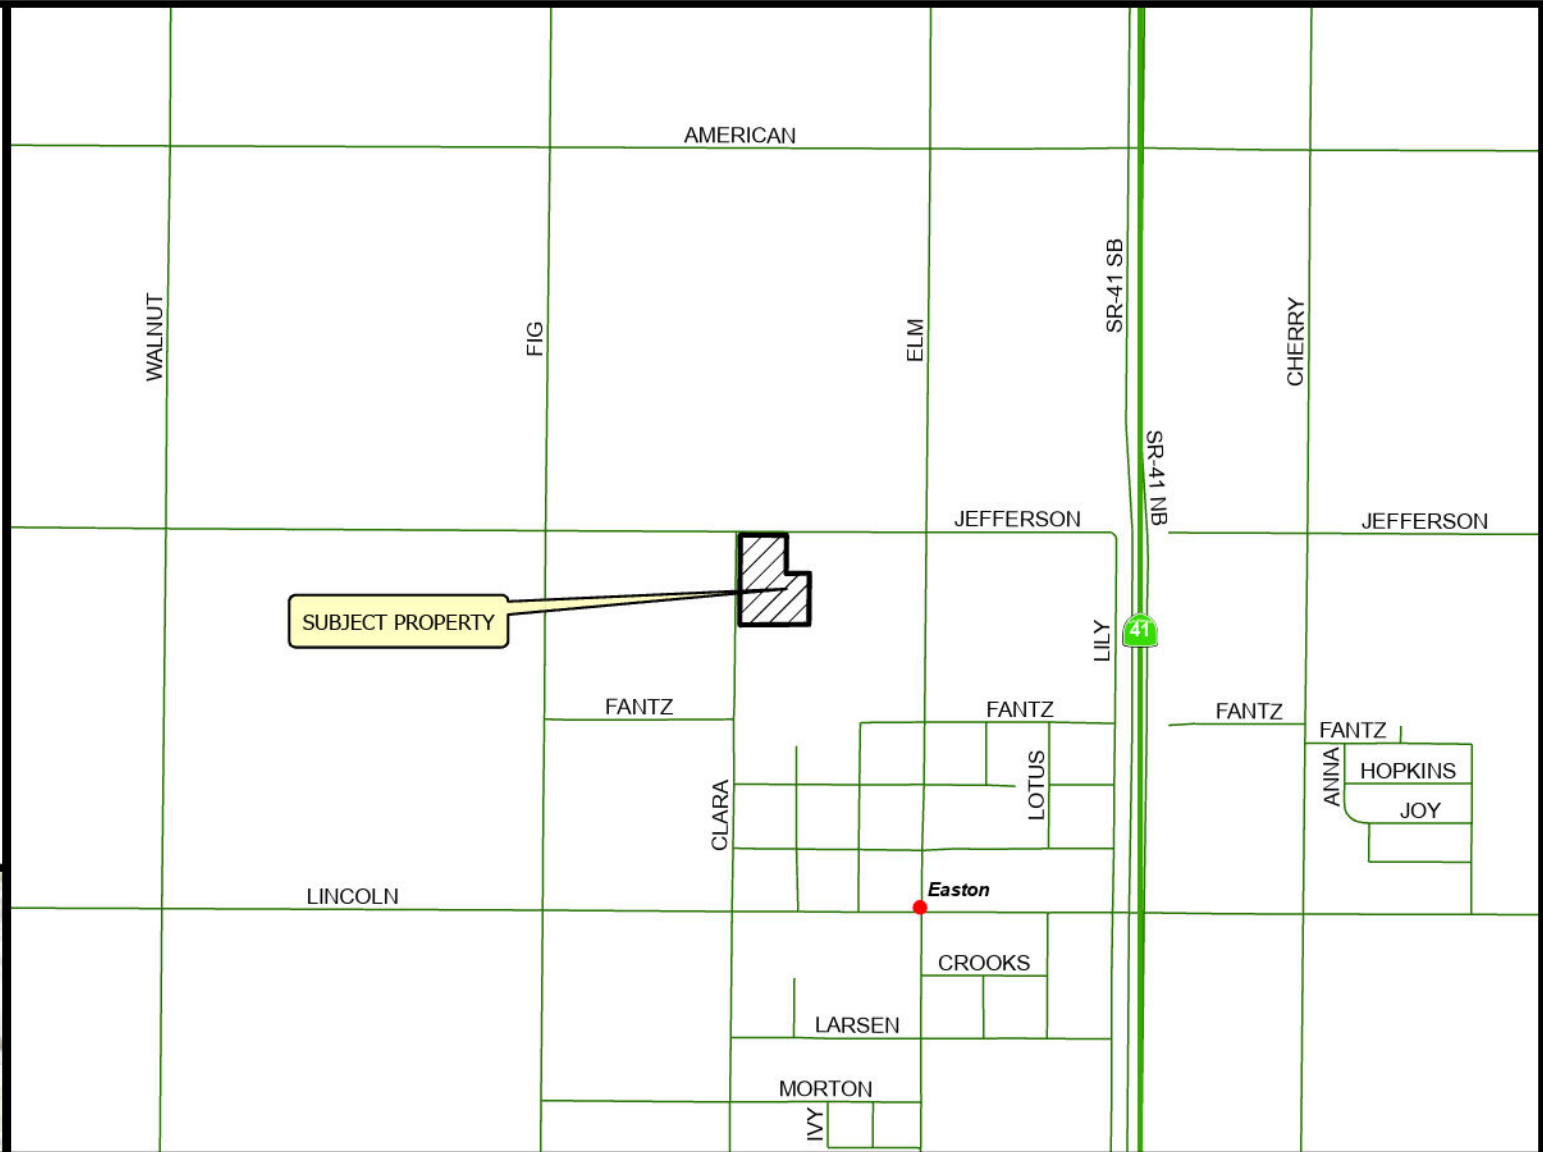 AMERICAN
WALNUT
FIG
ELM
SR-41 SB
CHERRY
SR-41 NB
JEFFERSON
JEFFERSON
SUBJECT PROPERTY
LILY
41
FANTZ
FANTZ
FANTZ
FANTZ
CLARA
LOTUS
ANNA
HOPKINS
JOY
LINCOLN
Easton
CROOKS
LARSEN
MORTON
IVY